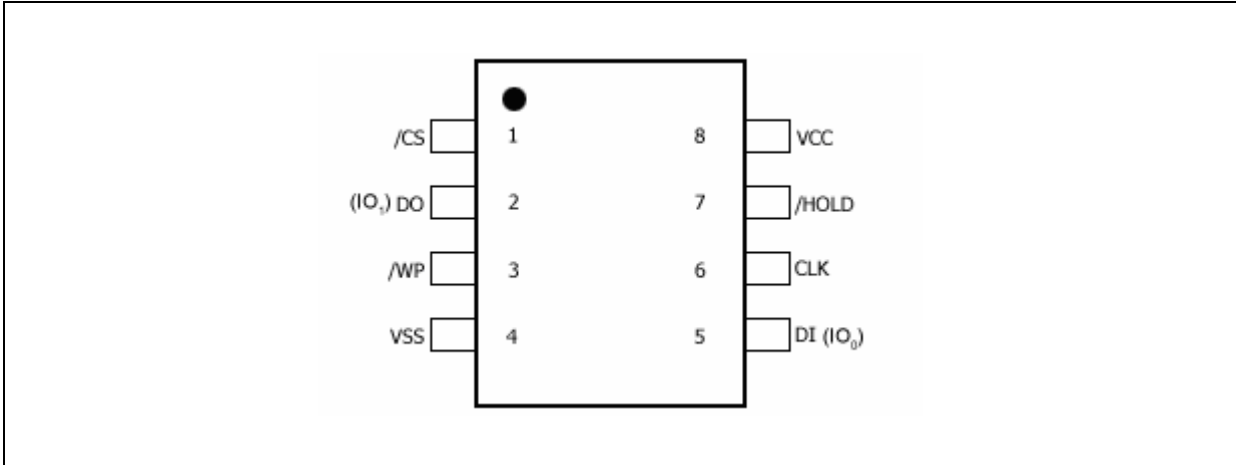 /CS 1 8 VCC
(IO₁) DO 2 7 /HOLD
/WP 3 6 CLK
VSS 4 5 DI (IO₀)